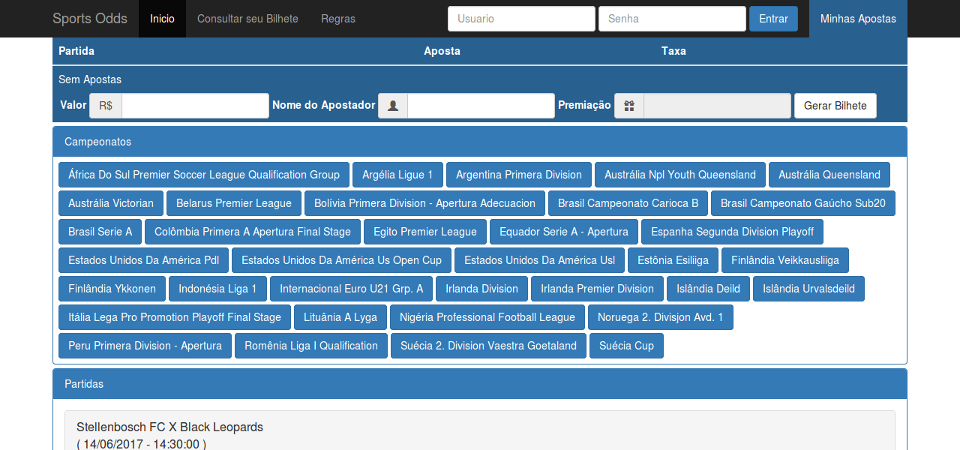 Sports Odds Inicio Consultar seu Bilhete Regras Usuario Senha Entrar Minhas Apostas
Partida Aposta Taxa
Sem Apostas
Valor R$ Nome do Apostador Premiação Gerar Bilhete
Campeonatos
África Do Sul Premier Soccer League Qualification Group Argélia Ligue 1 Argentina Primera Division Austrália Npl Youth Queensland Austrália Queensland
Austrália Victorian Belarus Premier League Bolívia Primera Division - Apertura Adecuacion Brasil Campeonato Carioca B Brasil Campeonato Gaúcho Sub20
Brasil Serie A Colômbia Primera A Apertura Final Stage Egito Premier League Equador Serie A - Apertura Espanha Segunda Division Playoff
Estados Unidos Da América Pdl Estados Unidos Da América Us Open Cup Estados Unidos Da América Usl Estônia Esiliiga Finlândia Veikkausliiga
Finlândia Ykkonen Indonésia Liga 1 Internacional Euro U21 Grp. A Irlanda Division Irlanda Premier Division Islândia Deild Islândia Urvalsdeild
Itália Lega Pro Promotion Playoff Final Stage Lituânia A Lyga Nigéria Professional Football League Noruega 2. Divisjon Avd. 1
Peru Primera Division - Apertura Romênia Liga I Qualification Suécia 2. Division Vaestra Goetaland Suécia Cup
Partidas
Stellenbosch FC X Black Leopards
( 14/06/2017 - 14:30:00 )